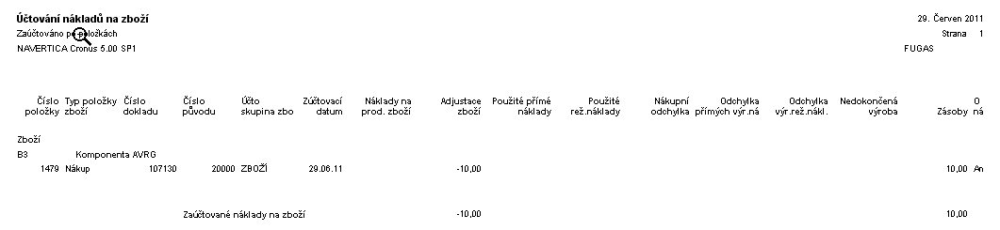 Účtování nákladů na zboží 29. Červen 2011
Zaúčtováno po položkách Strana 1
NAVERTICA Cronus 5.00 SP1 FUGAS
Číslo Typ položky Číslo Číslo Účto Zúčtovací Náklady na Adjustace Použité přímé Použité Nákupní Odchylka Odchylka Nedokončená O
položky zboží dokladu původu skupina zbo datum prod. zboží zboží náklady rež.náklady odchylka přímých výr.ná výr.rež.nákl. výroba Zásoby ná
Zboží
B3 Komponenta AVRG
1479 Nákup 107130 20000 ZBOŽÍ 29.06.11 -10,00 10,00 An
Zaúčtované náklady na zboží -10,00 10,00